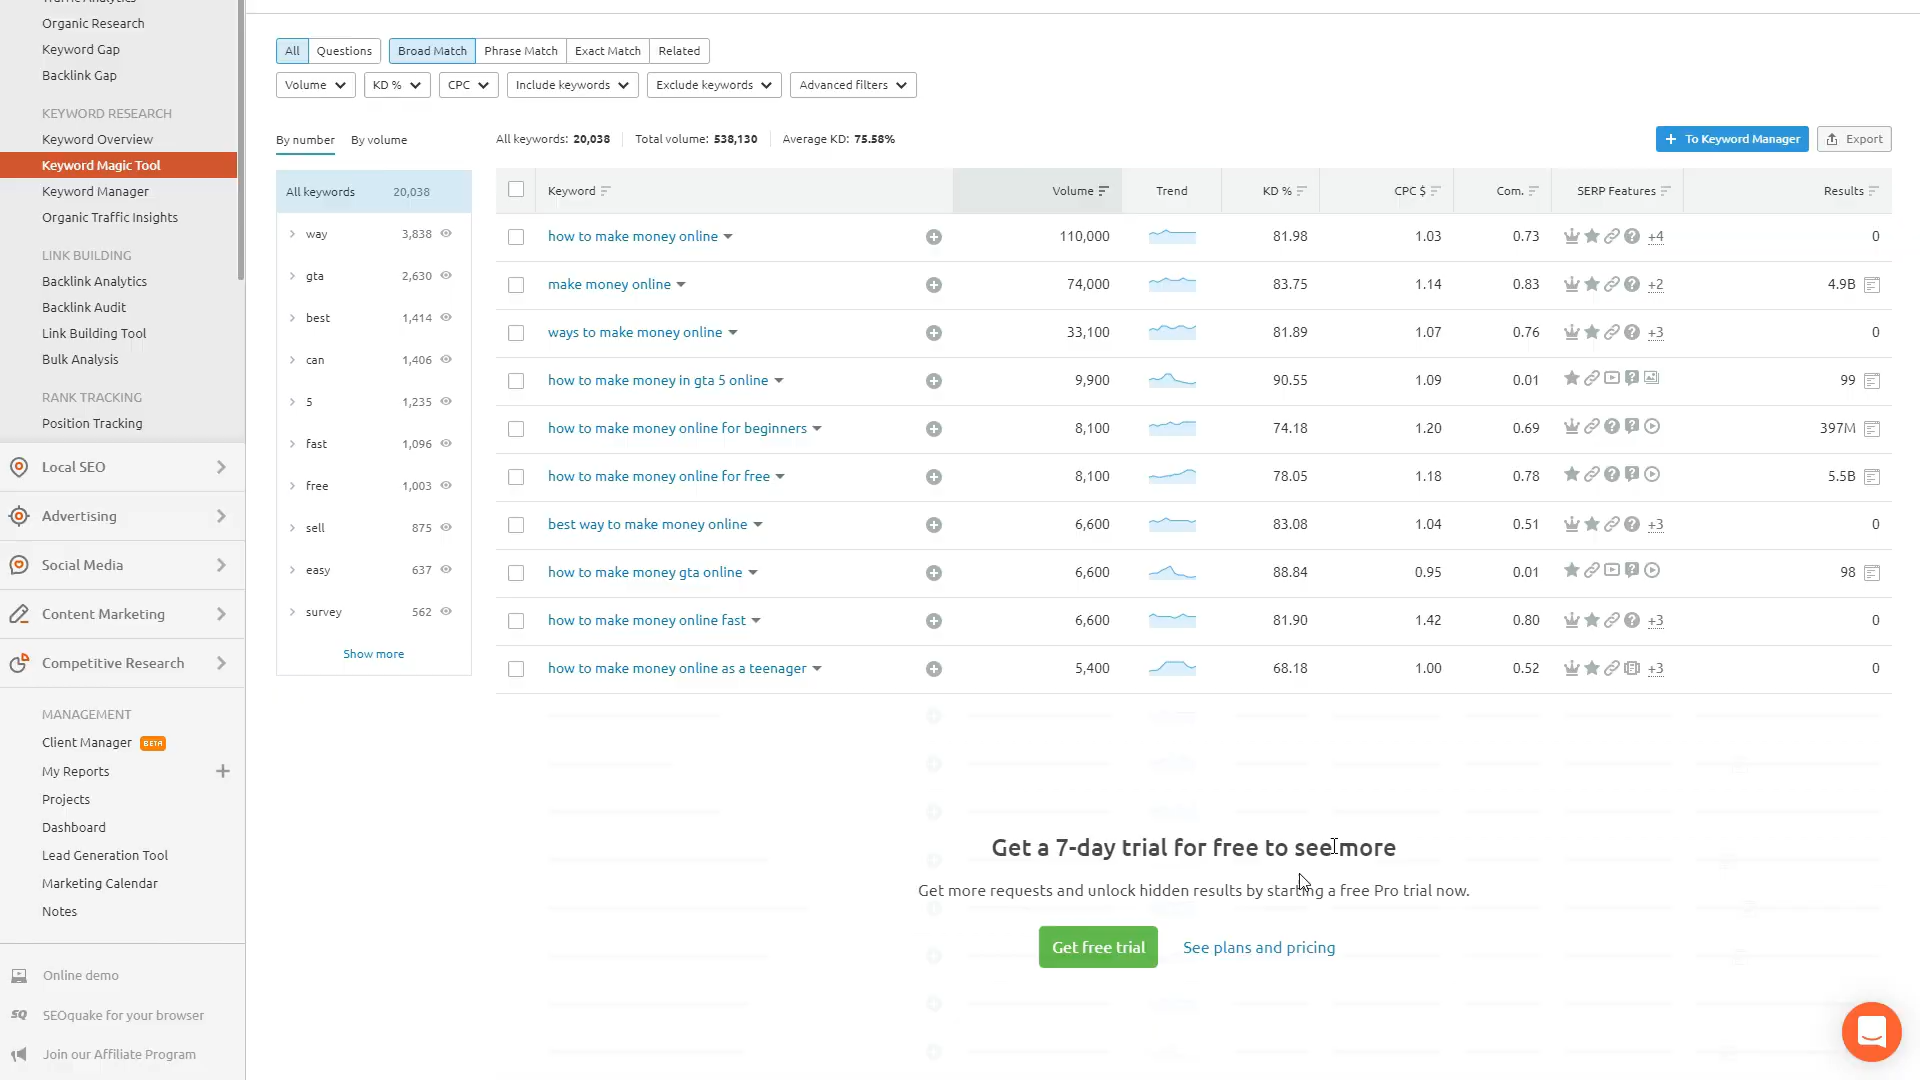 Organic Research
Keyword Gap
Backlink Gap
KEYWORD RESEARCH
Keyword Overview
Keyword Magic Tool
Keyword Manager
Organic Traffic Insights
LINK BUILDING
Backlink Analytics
Backlink Audit
Link Building Tool
Bulk Analysis
RANK TRACKING
Position Tracking
Local SEO
Advertising
Social Media
Content Marketing
Competitive Research
MANAGEMENT
Client Manager BETA
My Reports
Projects
Dashboard
Lead Generation Tool
Marketing Calendar
Notes
Online demo
SEOquake for your browser
Join our Affiliate Program
All Questions Broad Match Phrase Match Exact Match Related
Volume KD % CPC Include keywords Exclude keywords Advanced filters
By number By volume
All keywords 20,038
way 3,838
gta 2,630
best 1,414
can 1,406
5 1,235
fast 1,096
free 1,003
sell 875
easy 637
survey 562
Show more
All keywords: 20,038 Total volume: 538,130 Average KD: 75.58%
+ To Keyword Manager Export
Keyword Volume Trend KD % CPC $ Com. SERP Features Results
how to make money online 110,000 81.98 1.03 0.73 +4 0
make money online 74,000 83.75 1.14 0.83 +2 4.9B
ways to make money online 33,100 81.89 1.07 0.76 +3 0
how to make money in gta 5 online 9,900 90.55 1.09 0.01 99
how to make money online for beginners 8,100 74.18 1.20 0.69 397M
how to make money online for free 8,100 78.05 1.18 0.78 5.5B
best way to make money online 6,600 83.08 1.04 0.51 +3 0
how to make money gta online 6,600 88.84 0.95 0.01 98
how to make money online fast 6,600 81.90 1.42 0.80 +3 0
how to make money online as a teenager 5,400 68.18 1.00 0.52 +3 0
Get a 7-day trial for free to see more
Get more requests and unlock hidden results by starting a free Pro trial now.
Get free trial See plans and pricing